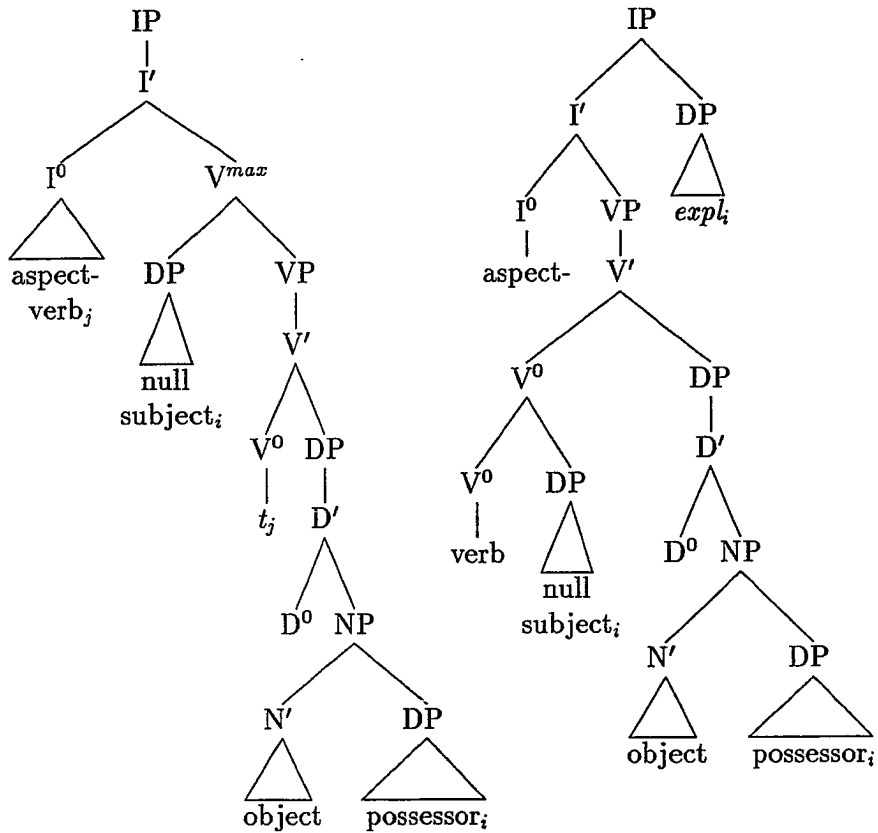 IP
I′
I⁰ Vᵐᵃˣ
aspect-
verbⱼ
DP VP
null
subjectᵢ
V′
V⁰ DP
tⱼ D′
D⁰ NP
N′ DP
object possessorᵢ
IP
I′ DP
explᵢ
I⁰ VP
aspect- V′
V⁰ DP
V⁰ DP D′
verb
null
subjectᵢ
D⁰ NP
N′ DP
object possessorᵢ